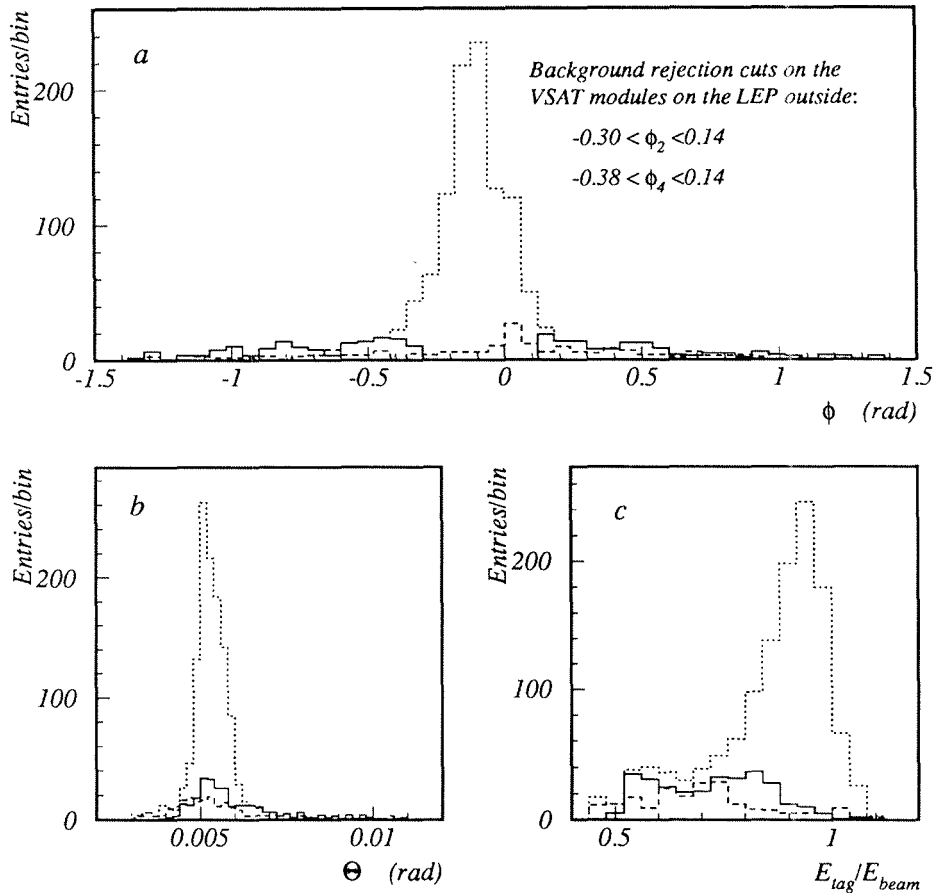 Entries/bin
a
Background rejection cuts on the
VSAT modules on the LEP outside:
-0.30 < ϕ₂ <0.14
-0.38 < ϕ₄ <0.14
200
100
0
-1.5 -1 -0.5 0 0.5 1 1.5
ϕ (rad)
Entries/bin
b
200
100
0
0.005 0.01
Θ (rad)
Entries/bin
c
200
100
0
0.5 1
E_tag/E_beam